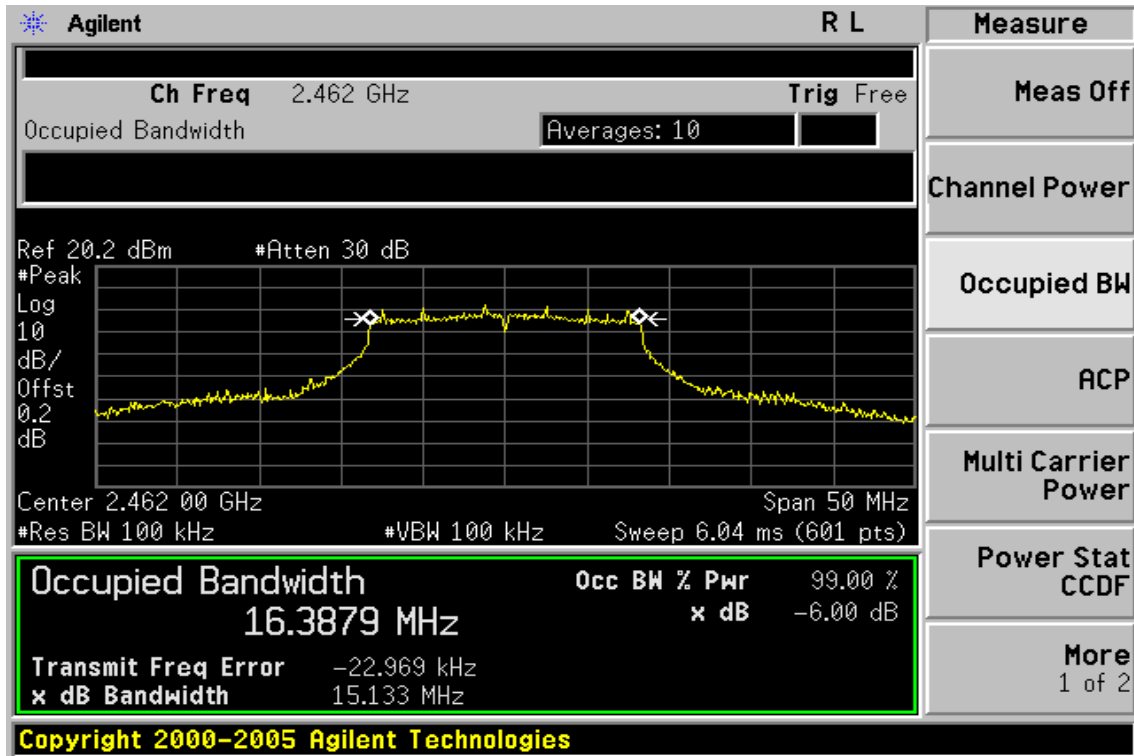 Agilent R L
Ch Freq 2.462 GHz Trig Free
Occupied Bandwidth Averages: 10
Ref 20.2 dBm #Atten 30 dB
#Peak
Log
10
dB/
Offst
0.2
dB
Center 2.462 00 GHz Span 50 MHz
#Res BW 100 kHz #VBW 100 kHz Sweep 6.04 ms (601 pts)
Occupied Bandwidth Occ BW % Pwr 99.00 %
16.3879 MHz x dB -6.00 dB
Transmit Freq Error -22.969 kHz
x dB Bandwidth 15.133 MHz
Copyright 2000-2005 Agilent Technologies
Measure
Meas Off
Channel Power
Occupied BW
ACP
Multi Carrier
Power
Power Stat
CCDF
More
1 of 2